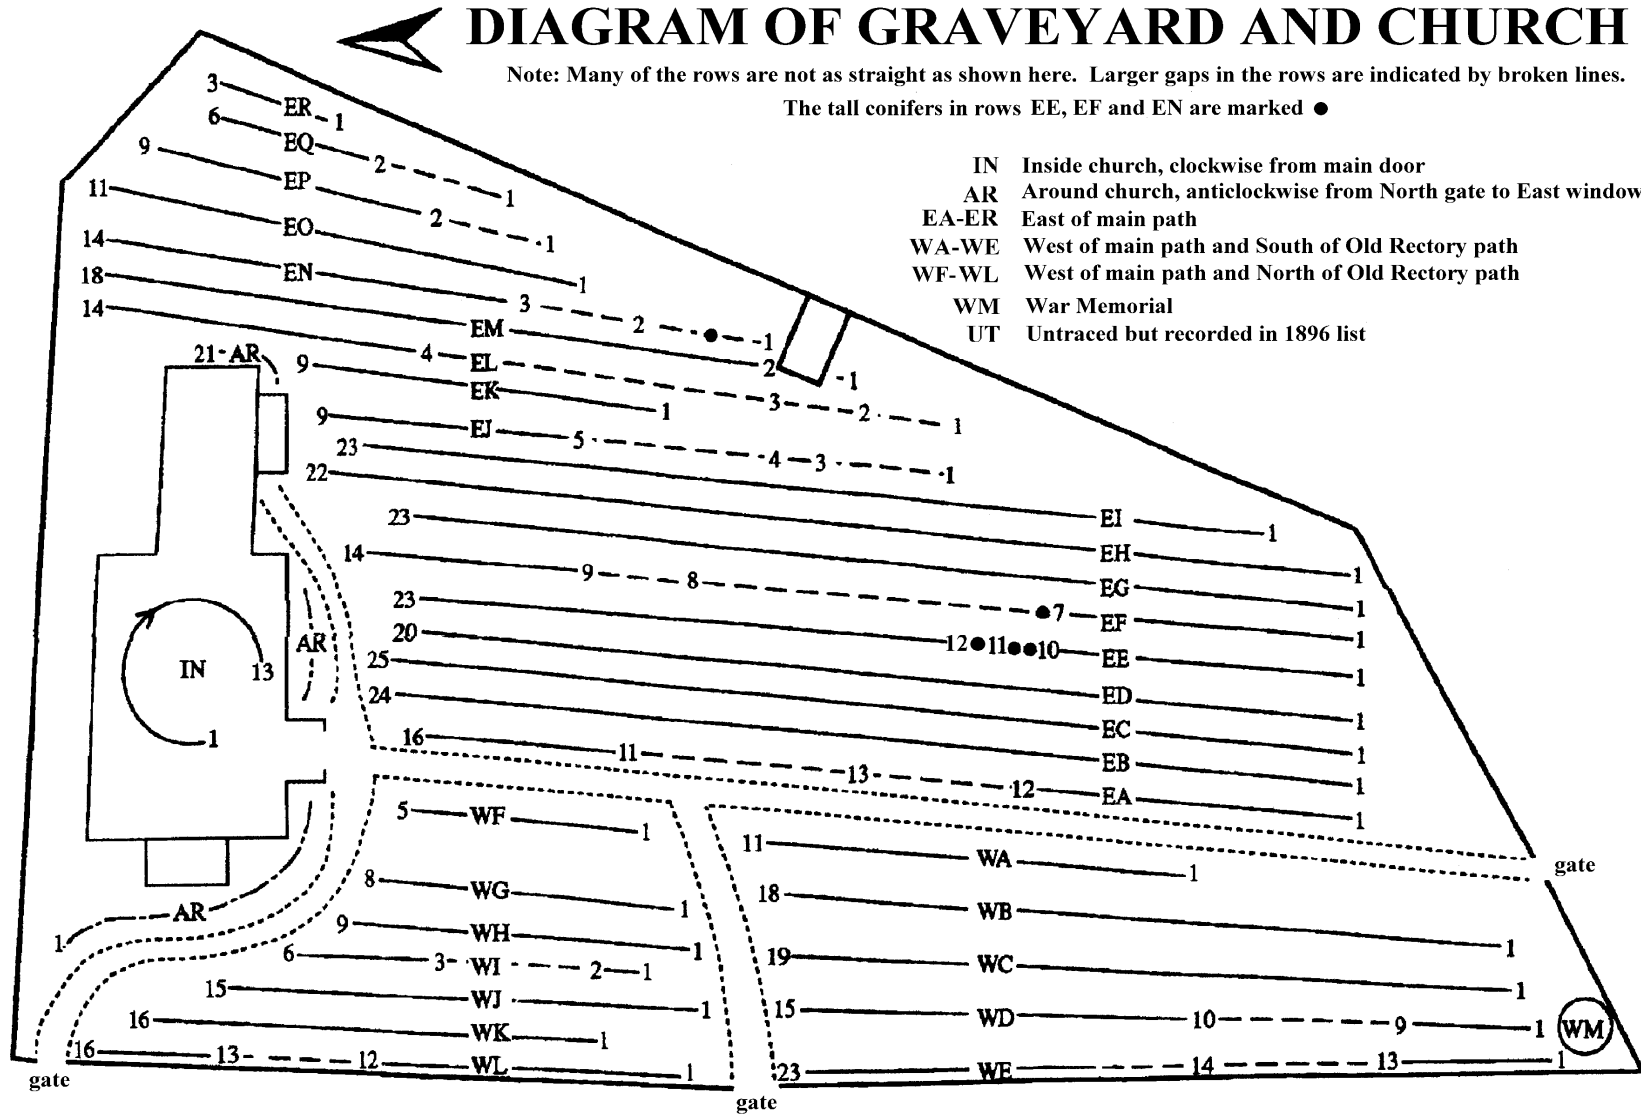 DIAGRAM OF GRAVEYARD AND CHURCH
Note: Many of the rows are not as straight as shown here. Larger gaps in the rows are indicated by broken lines.
The tall conifers in rows EE, EF and EN are marked ●
IN Inside church, clockwise from main door
AR Around church, anticlockwise from North gate to East window
EA-ER East of main path
WA-WE West of main path and South of Old Rectory path
WF-WL West of main path and North of Old Rectory path
WM War Memorial
UT Untraced but recorded in 1896 list
3 ER 1
6 EQ 2 1
9 EP 2 1
11 EO 1
14 EN 3 2 1
18 EM 2 1
14 4 EL 3 2 1
21 AR
9 EK 1
9 EJ 5 4 3 1
23 EI 1
22 EH 1
23 EG 1
14 9 8 7 EF 1
23 12 11 10 EE 1
20 ED 1
25 EC 1
24 EB 1
16 11 13 12 EA 1
AR
IN 13
1
5 WF 1
11 WA 1
gate
8 WG 1
18 WB 1
AR
1
9 WH 1
6 3 WI 2 1
19 WC 1
15 WJ 1
15 WD 10 9 1
WM
16 WK 1
16 13 12 WL 1
23 WE 14 13 1
gate
gate